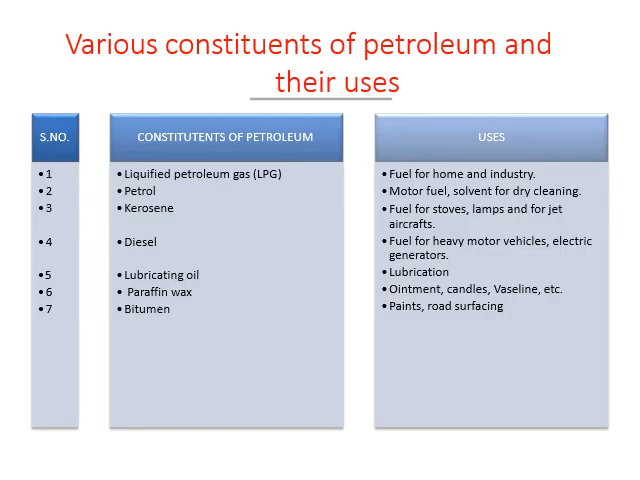 Various constituents of petroleum and
their uses
S.NO.
CONSTITUTENTS OF PETROLEUM
USES
•1
•2
•3
•4
•5
•6
•7
•Liquified petroleum gas (LPG)
•Petrol
•Kerosene
•Diesel
•Lubricating oil
• Paraffin wax
•Bitumen
•Fuel for home and industry.
•Motor fuel, solvent for dry cleaning.
•Fuel for stoves, lamps and for jet
aircrafts.
•Fuel for heavy motor vehicles, electric
generators.
•Lubrication
•Ointment, candles, Vaseline, etc.
•Paints, road surfacing